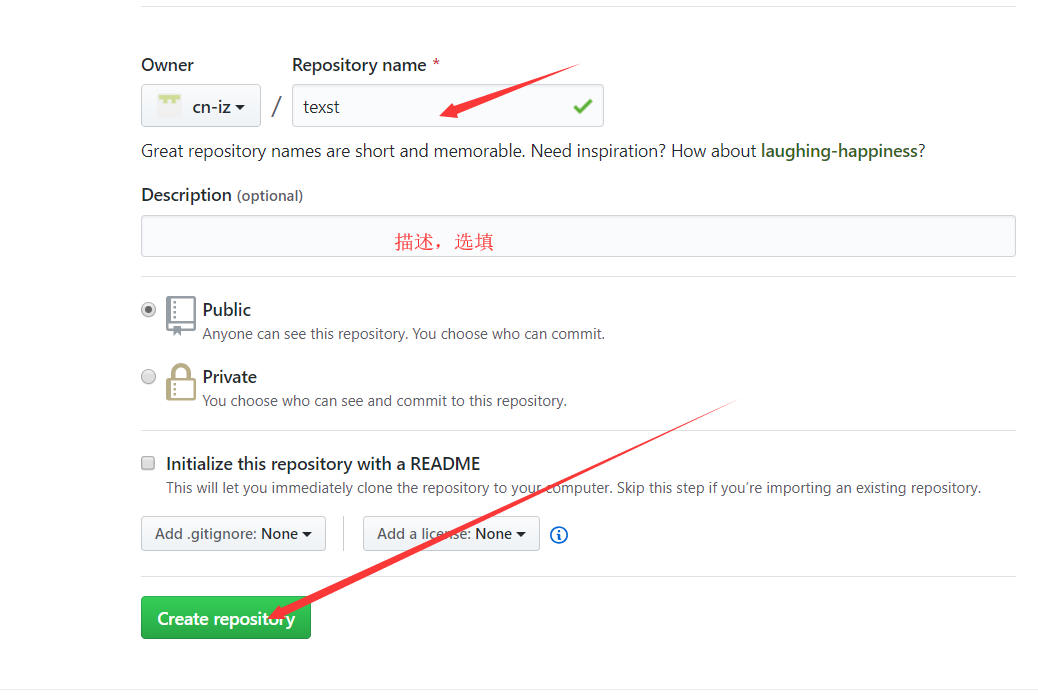 Owner
Repository name *
cn-iz / texst
Great repository names are short and memorable. Need inspiration? How about laughing-happiness?
Description (optional)
描述，选填
Public
Anyone can see this repository. You choose who can commit.
Private
You choose who can see and commit to this repository.
Initialize this repository with a README
This will let you immediately clone the repository to your computer. Skip this step if you’re importing an existing repository.
Add .gitignore: None
Add a license: None
Create repository